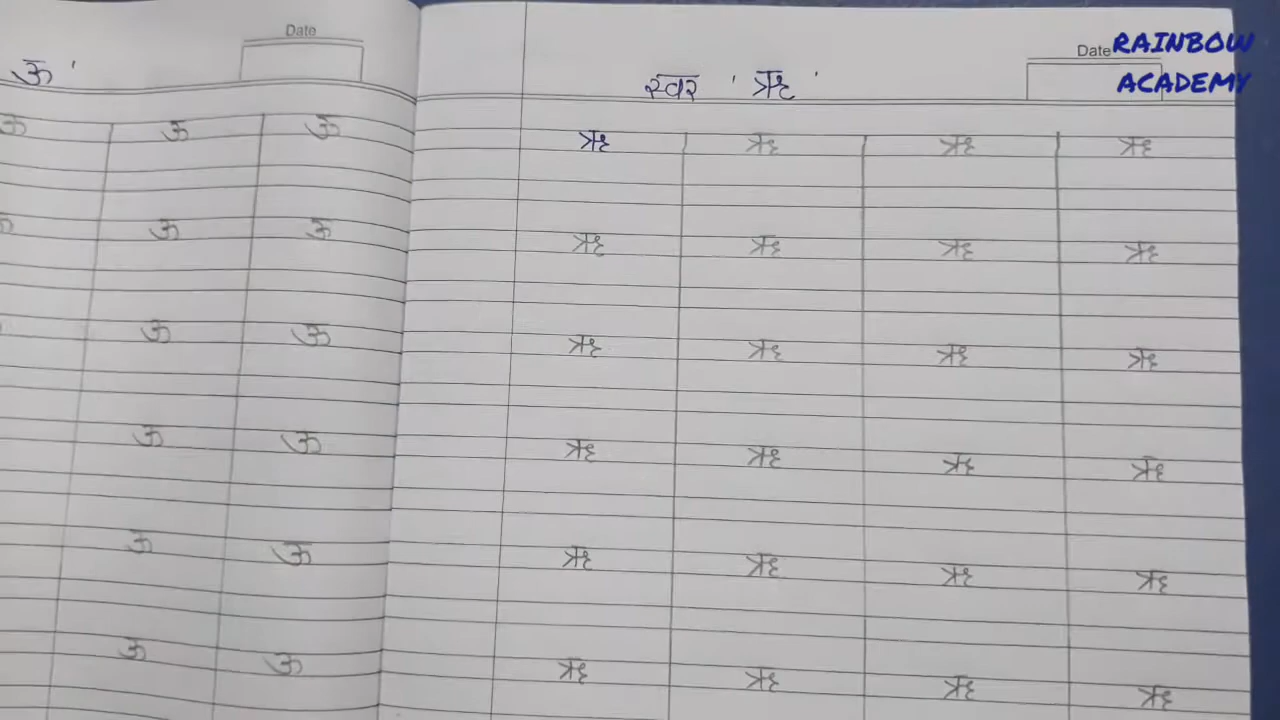 Date
ऊ '
ऊ ऊ ऊ
ऊ ऊ ऊ
ऊ ऊ
ऊ ऊ
ऊ ऊ
ऊ ऊ
Date
RAINBOW
ACADEMY
स्वर ' ऋ '
ऋ ऋ ऋ ऋ
ऋ ऋ ऋ ऋ
ऋ ऋ ऋ ऋ
ऋ ऋ ऋ ऋ
ऋ ऋ ऋ ऋ
ऋ ऋ ऋ ऋ